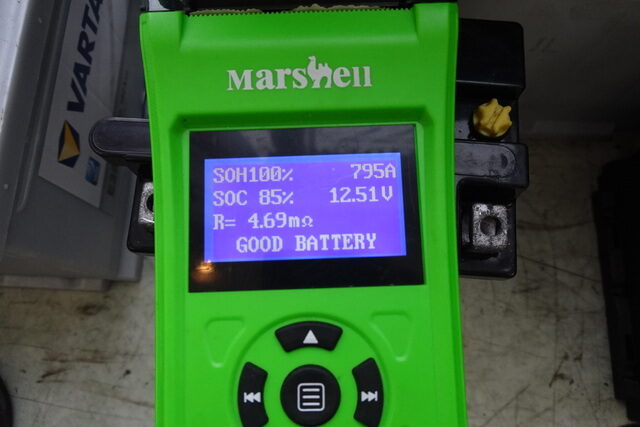 VARTA
Marshell
SOH100% 795A
SOC 85% 12.51V
R= 4.69mΩ
GOOD BATTERY